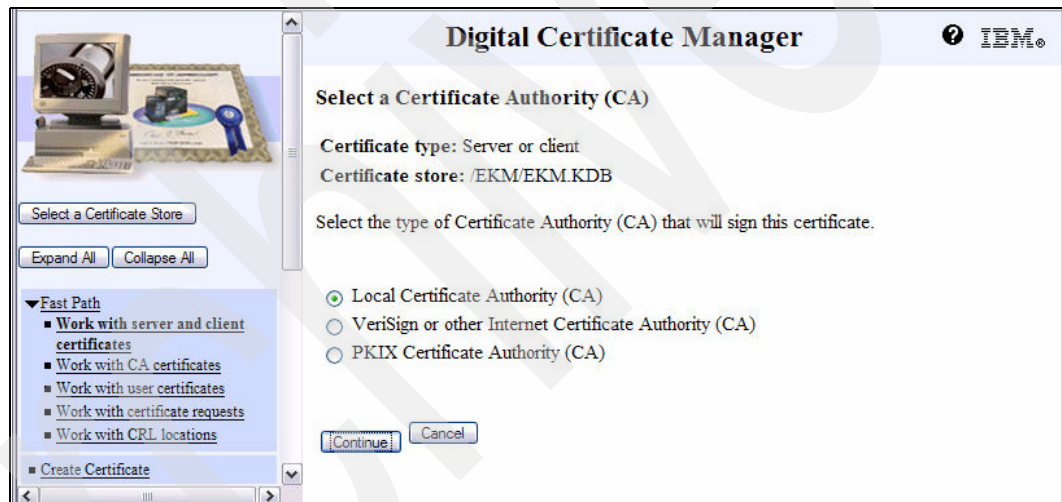 Digital Certificate Manager
IBM®
Select a Certificate Authority (CA)
Certificate type: Server or client
Certificate store: /EKM/EKM.KDB
Select the type of Certificate Authority (CA) that will sign this certificate.
Local Certificate Authority (CA)
VeriSign or other Internet Certificate Authority (CA)
PKIX Certificate Authority (CA)
Continue
Cancel
Select a Certificate Store
Expand All
Collapse All
Fast Path
Work with server and client
certificates
Work with CA certificates
Work with user certificates
Work with certificate requests
Work with CRL locations
Create Certificate